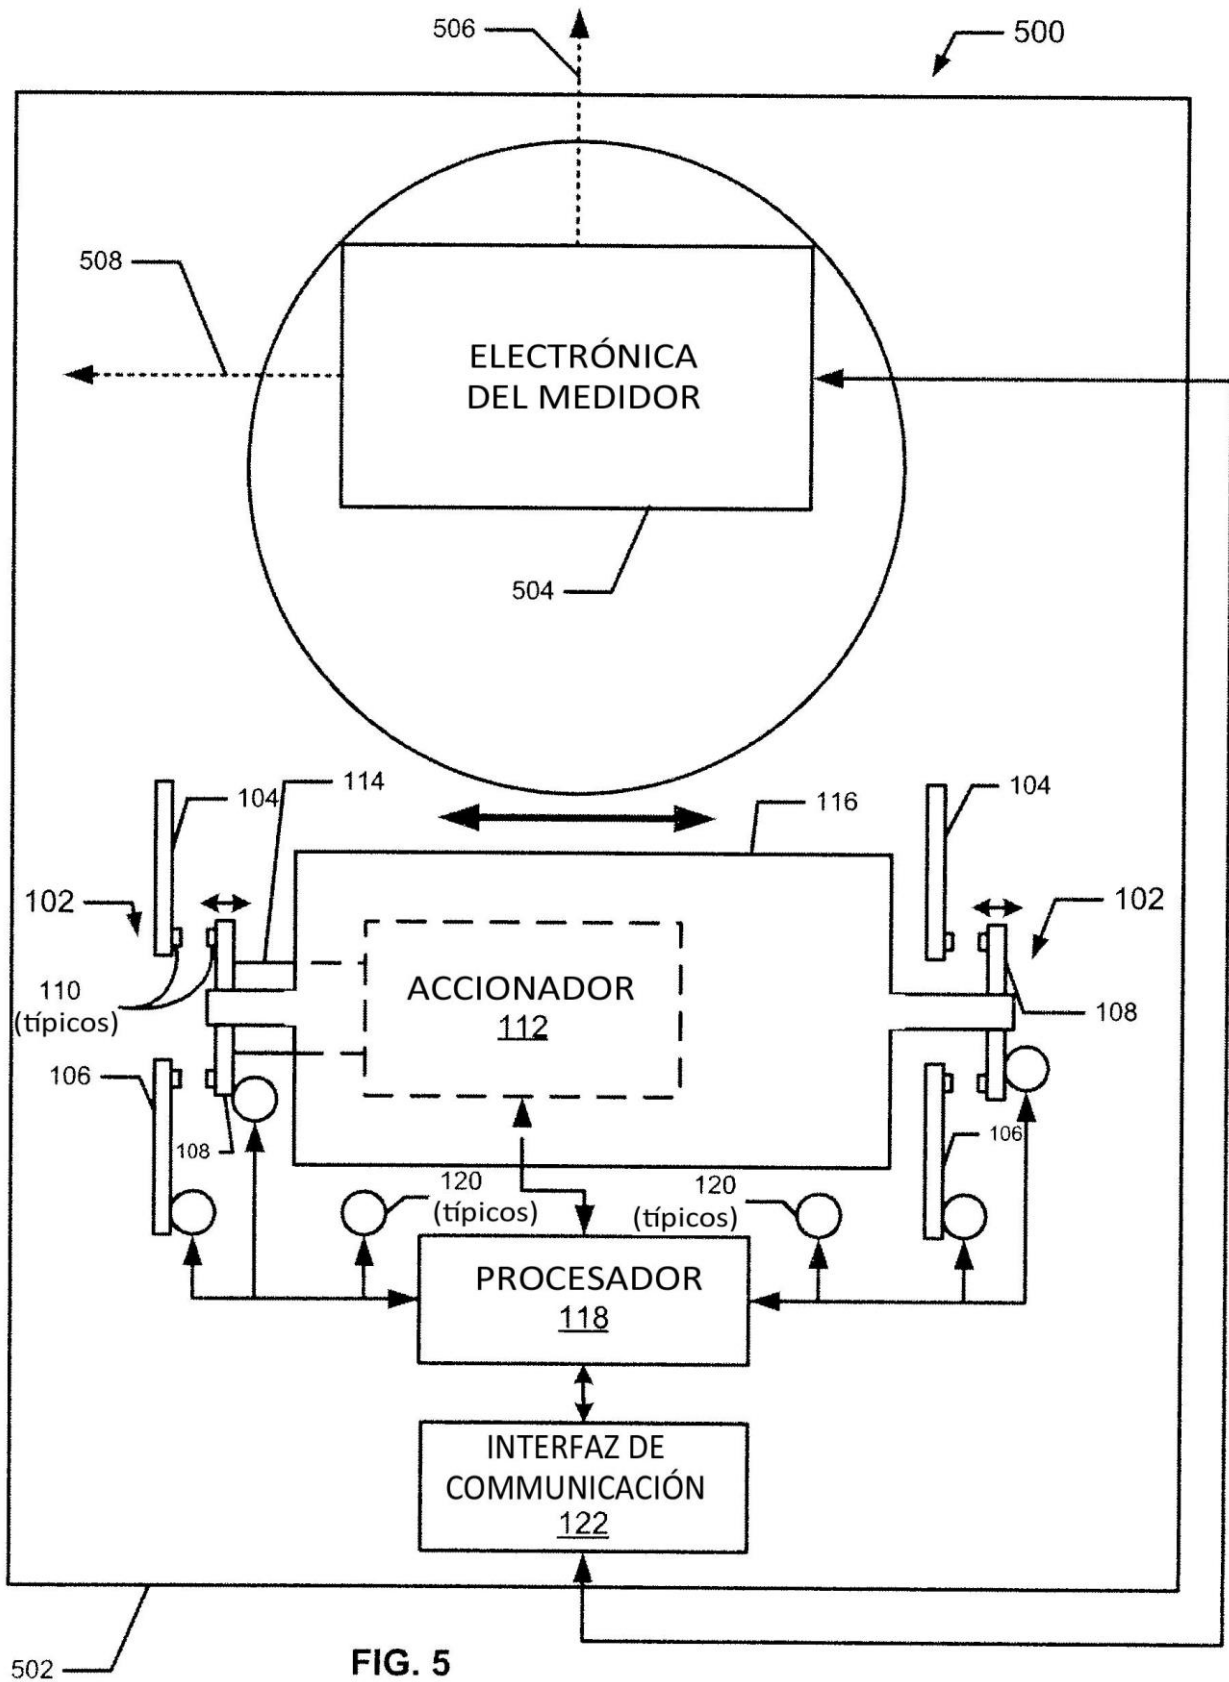 506
500
508
ELECTRÓNICA
DEL MEDIDOR
504
114
104
116
104
102
102
110
(típicos)
ACCIONADOR
112
108
106
108
106
120
(típicos)
120
(típicos)
PROCESADOR
118
INTERFAZ DE
COMMUNICACIÓN
122
502
FIG. 5